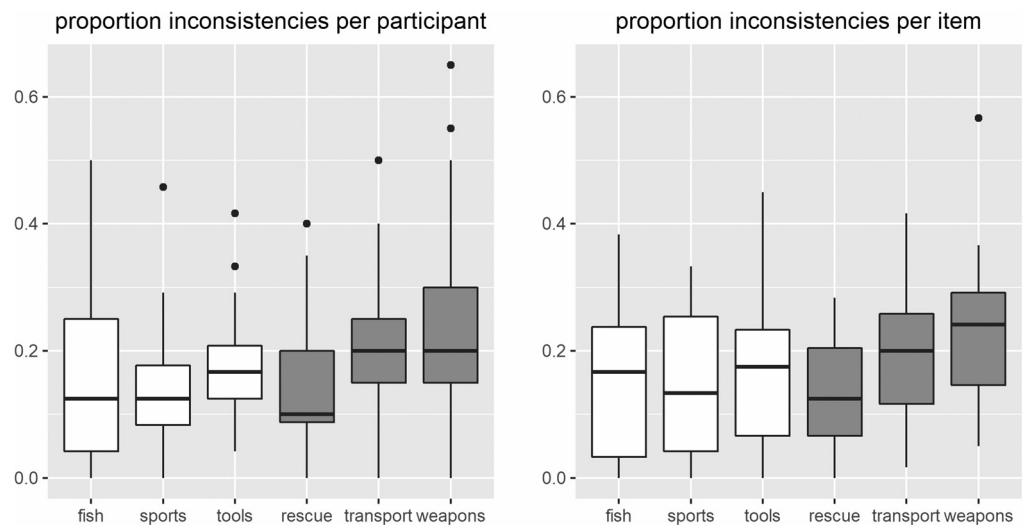 proportion inconsistencies per participant
0.6
0.4
0.2
0.0
fish sports tools rescue transport weapons
proportion inconsistencies per item
0.6
0.4
0.2
0.0
fish sports tools rescue transport weapons